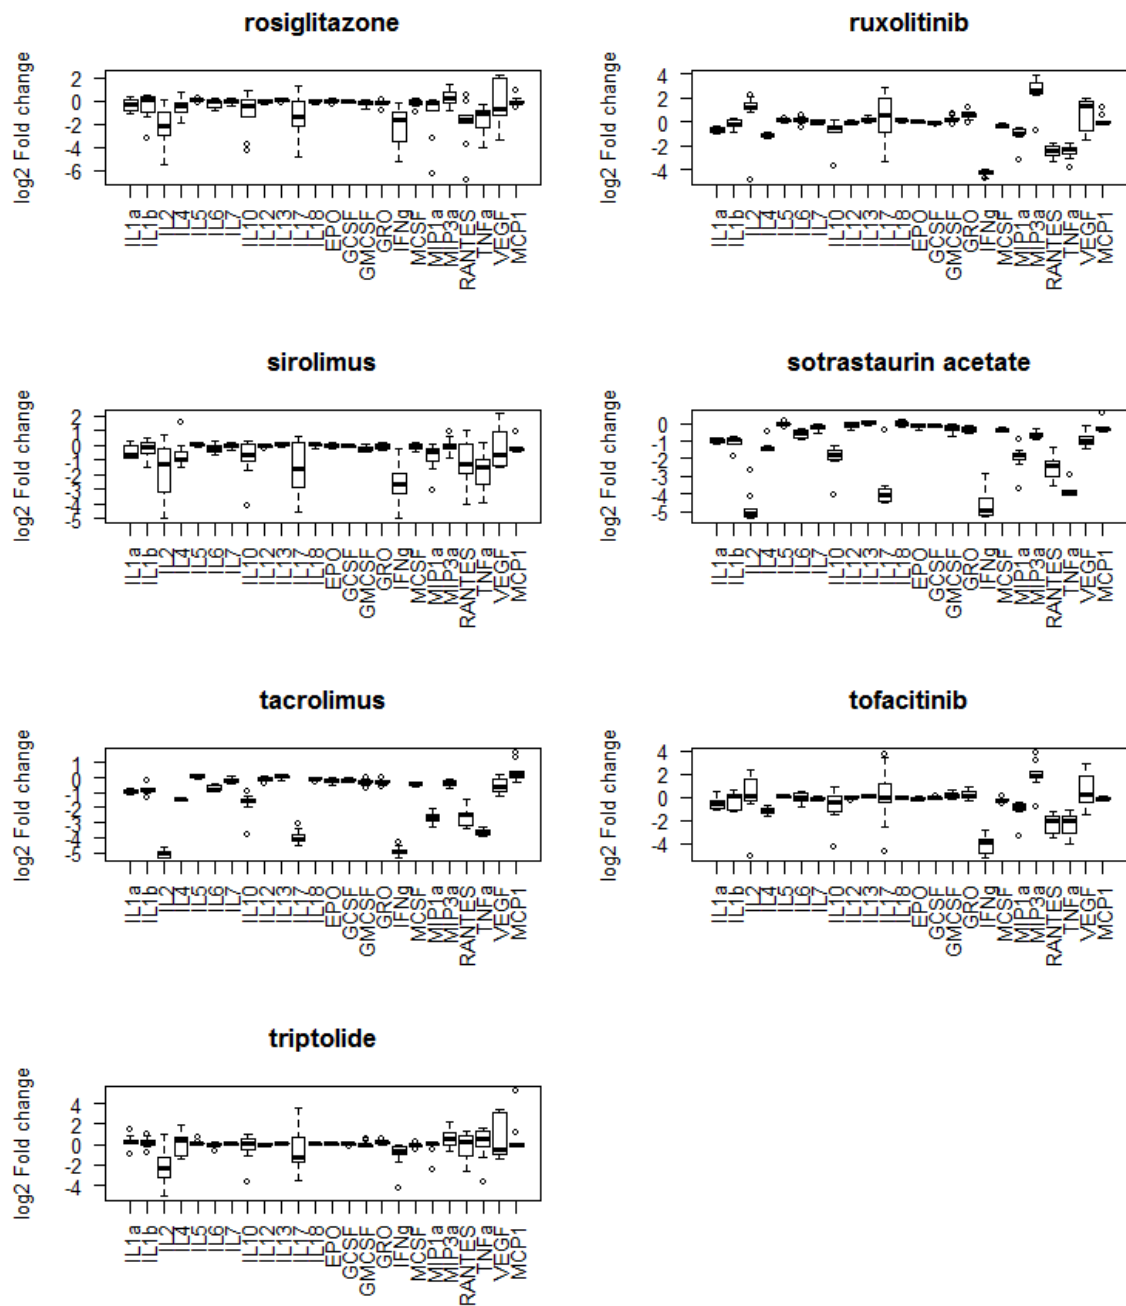 rosiglitazone
log2 Fold change
2
0
-2
-4
-6
IL1a IL1b IL2 IL4 IL5 IL6 IL7 IL10 IL12 IL13 IL17 IL18 EPO GCSF GMCSF GRO IFNg MCSF MIP1a MIP3a RANTES TNFa VEGF MCP1
ruxolitinib
log2 Fold change
4
2
0
-2
-4
IL1a IL1b IL2 IL4 IL5 IL6 IL7 IL10 IL12 IL13 IL17 IL18 EPO GCSF GMCSF GRO IFNg MCSF MIP1a MIP3a RANTES TNFa VEGF MCP1
sirolimus
log2 Fold change
2
1
0
-1
-2
-3
-4
-5
IL1a IL1b IL2 IL4 IL5 IL6 IL7 IL10 IL12 IL13 IL17 IL18 EPO GCSF GMCSF GRO IFNg MCSF MIP1a MIP3a RANTES TNFa VEGF MCP1
sotrastaurin acetate
log2 Fold change
0
-1
-2
-3
-4
-5
IL1a IL1b IL2 IL4 IL5 IL6 IL7 IL10 IL12 IL13 IL17 IL18 EPO GCSF GMCSF GRO IFNg MCSF MIP1a MIP3a RANTES TNFa VEGF MCP1
tacrolimus
log2 Fold change
1
0
-1
-2
-3
-4
-5
IL1a IL1b IL2 IL4 IL5 IL6 IL7 IL10 IL12 IL13 IL17 IL18 EPO GCSF GMCSF GRO IFNg MCSF MIP1a MIP3a RANTES TNFa VEGF MCP1
tofacitinib
log2 Fold change
4
2
0
-2
-4
IL1a IL1b IL2 IL4 IL5 IL6 IL7 IL10 IL12 IL13 IL17 IL18 EPO GCSF GMCSF GRO IFNg MCSF MIP1a MIP3a RANTES TNFa VEGF MCP1
triptolide
log2 Fold change
4
2
0
-2
-4
IL1a IL1b IL2 IL4 IL5 IL6 IL7 IL10 IL12 IL13 IL17 IL18 EPO GCSF GMCSF GRO IFNg MCSF MIP1a MIP3a RANTES TNFa VEGF MCP1